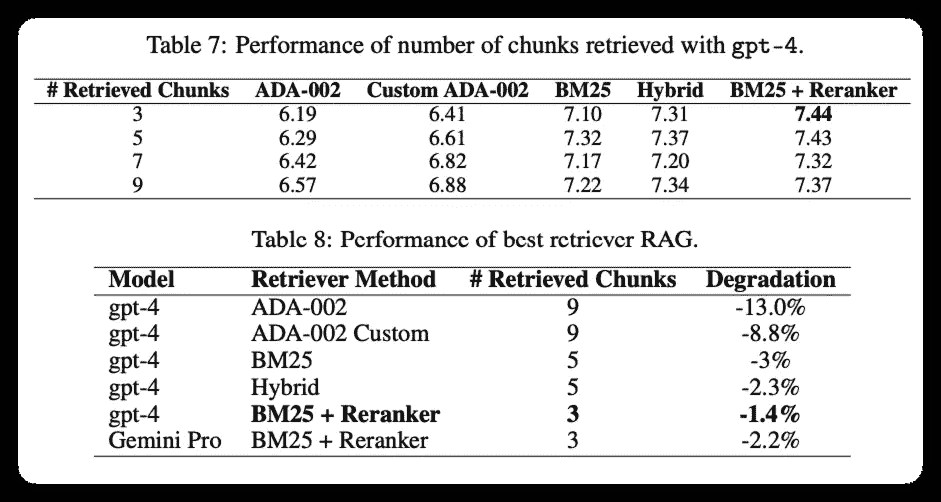 Table 7: Performance of number of chunks retrieved with gpt-4.
# Retrieved Chunks ADA-002 Custom ADA-002 BM25 Hybrid BM25 + Reranker
3 6.19 6.41 7.10 7.31 7.44
5 6.29 6.61 7.32 7.37 7.43
7 6.42 6.82 7.17 7.20 7.32
9 6.57 6.88 7.22 7.34 7.37
Table 8: Performance of best retriever RAG.
Model Retriever Method # Retrieved Chunks Degradation
gpt-4 ADA-002 9 -13.0%
gpt-4 ADA-002 Custom 9 -8.8%
gpt-4 BM25 5 -3%
gpt-4 Hybrid 5 -2.3%
gpt-4 BM25 + Reranker 3 -1.4%
Gemini Pro BM25 + Reranker 3 -2.2%